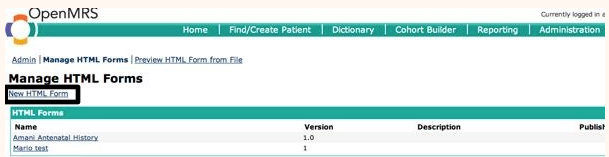 OpenMRS
Currently logged in a
Home | Find/Create Patient | Dictionary | Cohort Builder | Reporting | Administration
Admin | Manage HTML Forms | Preview HTML Form from File
Manage HTML Forms
New HTML Form
HTML Forms
Name Version Description Publish
Amani Antenatal History 1.0
Mario test 1